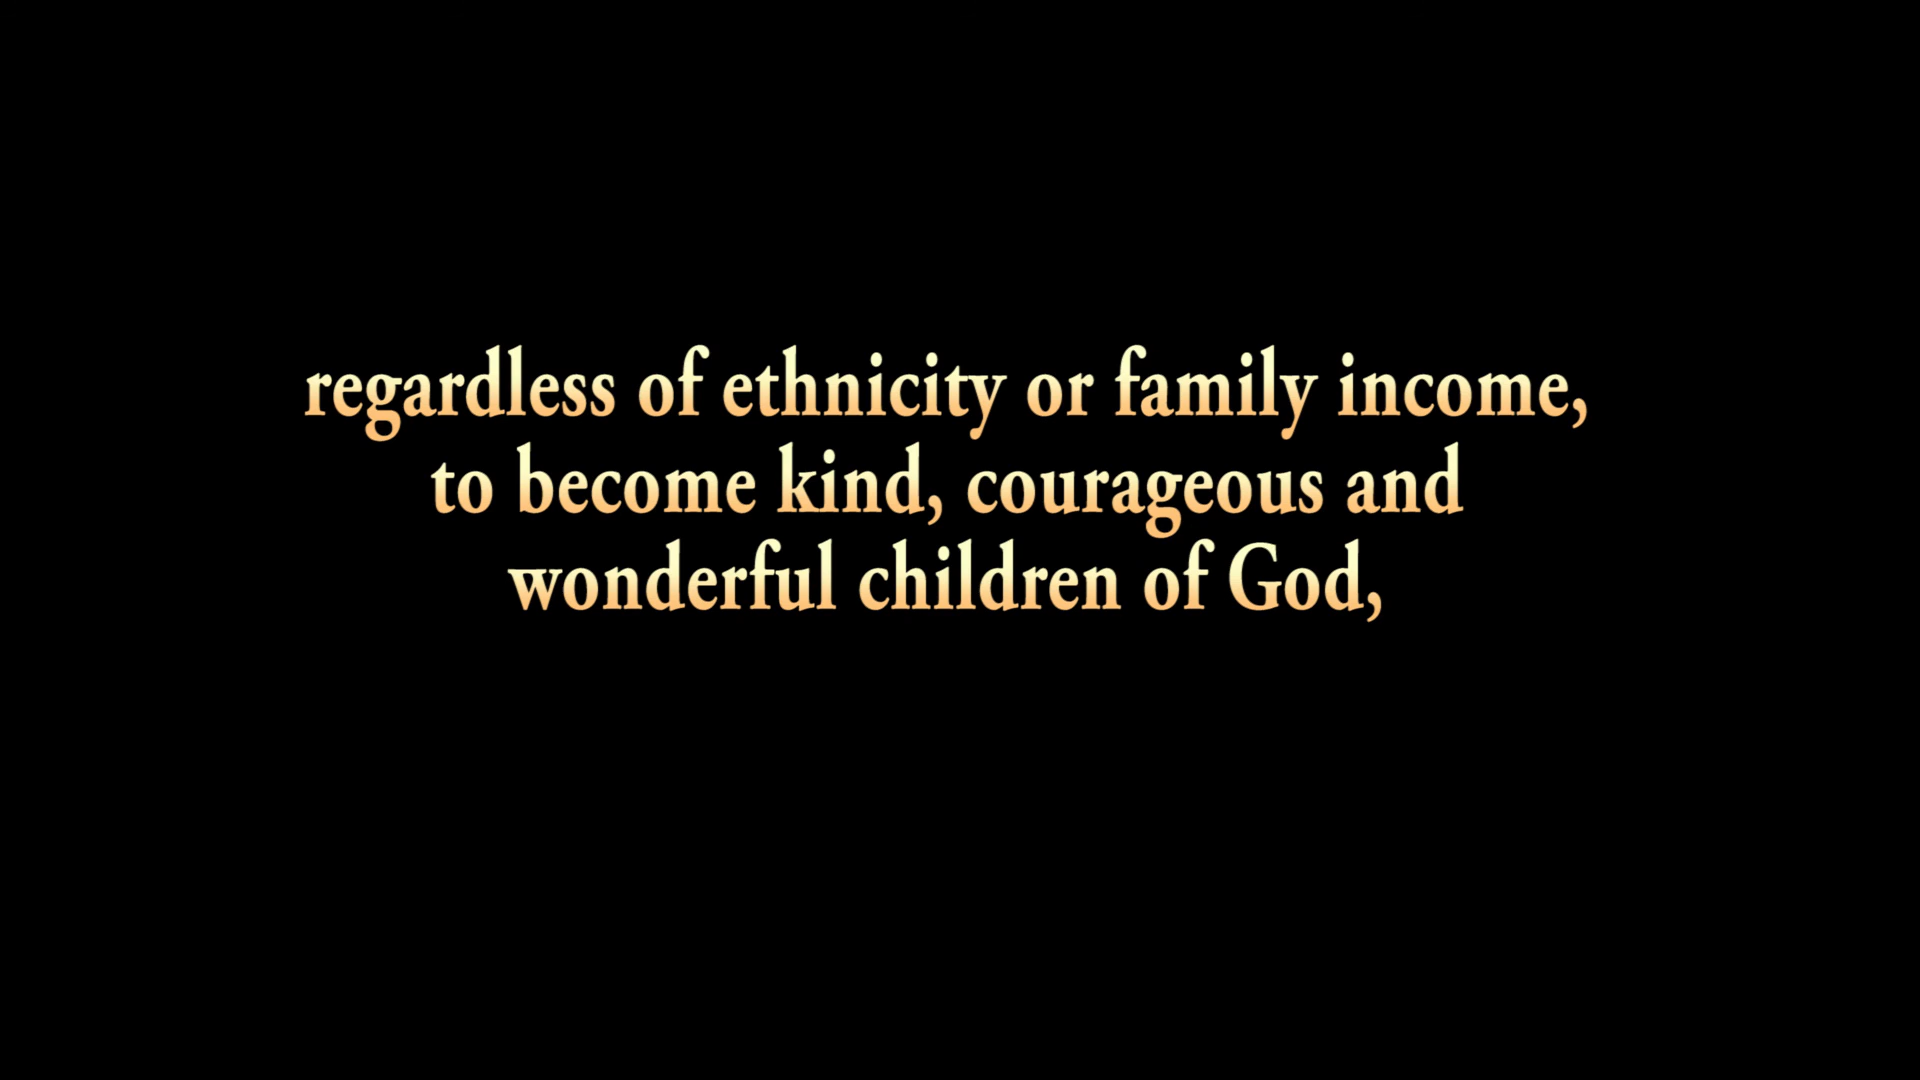 regardless of ethnicity or family income,
to become kind, courageous and
wonderful children of God,